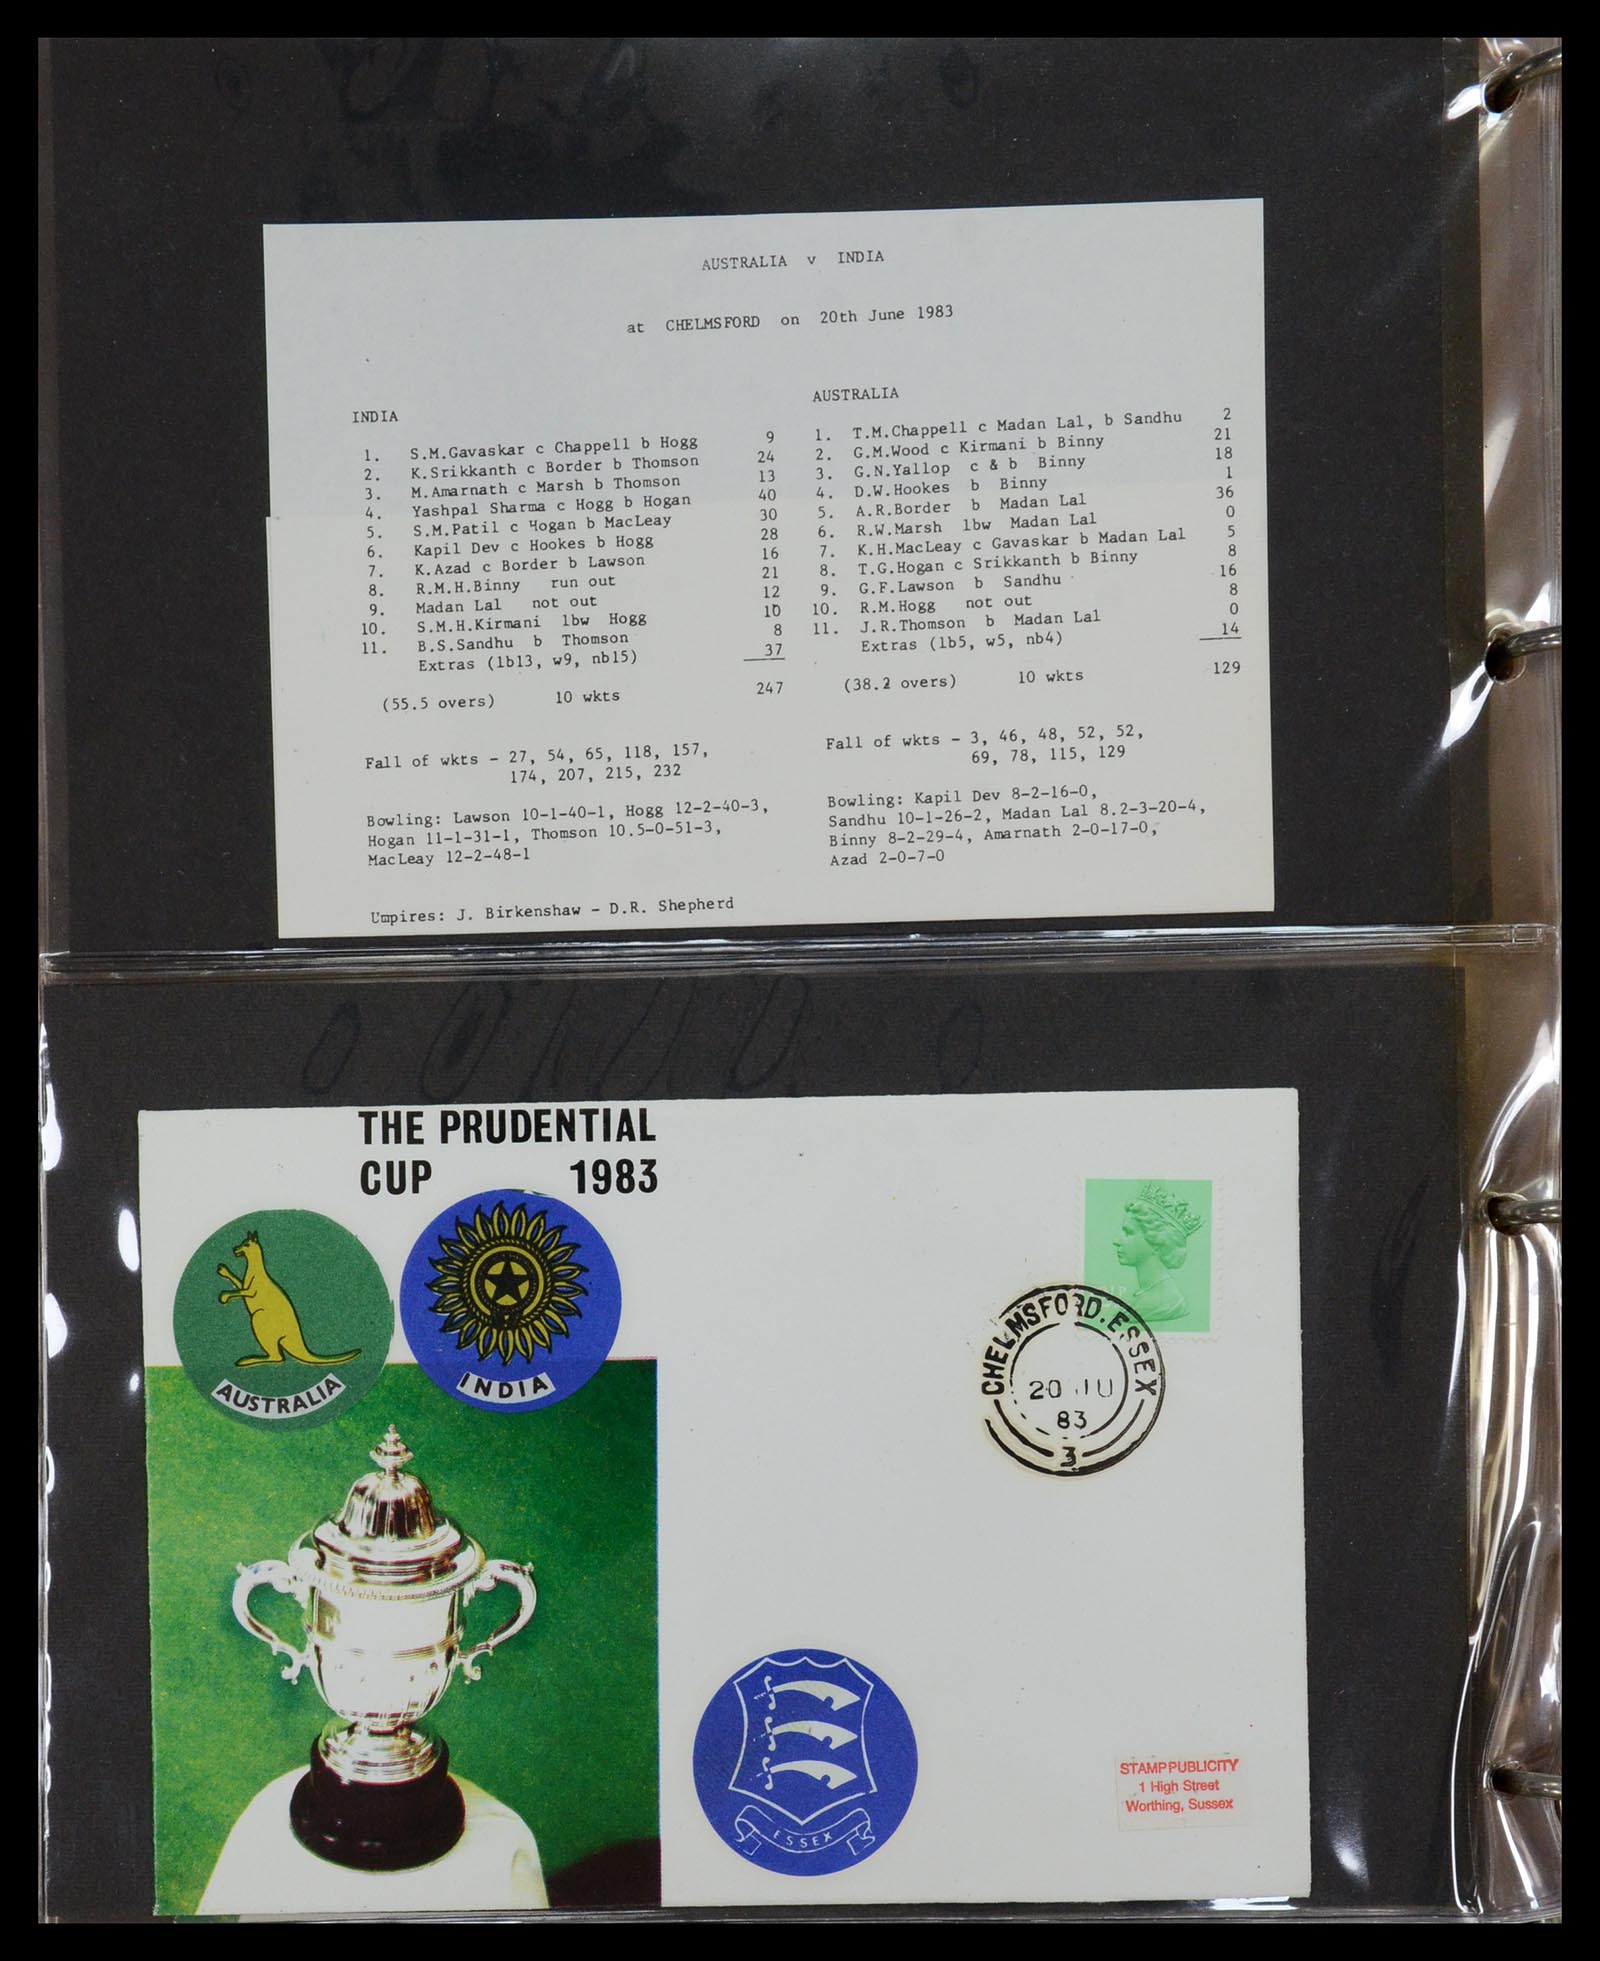 AUSTRALIA v INDIA
at CHELMSFORD on 20th June 1983
INDIA
1. S.M.Gavaskar c Chappell b Hogg 9
2. K.Srikkanth c Border b Thomson 24
3. M.Amarnath c Marsh b Thomson 13
4. Yashpal Sharma c Hogg b Hogan 40
5. S.M.Patil c Hogan b MacLeay 30
6. Kapil Dev c Hookes b Hogg 28
7. K.Azad c Border b Lawson 16
8. R.M.H.Binny run out 21
9. Madan Lal not out 12
10. S.M.H.Kirmani lbw Hogg 10
11. B.S.Sandhu b Thomson 8
Extras (lb13, w9, nb15) 37
(55.5 overs) 10 wkts 247
Fall of wkts - 27, 54, 65, 118, 157,
174, 207, 215, 232
Bowling: Lawson 10-1-40-1, Hogg 12-2-40-3,
Hogan 11-1-31-1, Thomson 10.5-0-51-3,
MacLeay 12-2-48-1
Umpires: J. Birkenshaw - D.R. Shepherd
AUSTRALIA
1. T.M.Chappell c Madan Lal, b Sandhu 2
2. G.M.Wood c Kirmani b Binny 21
3. G.N.Yallop c & b Binny 18
4. D.W.Hookes b Binny 1
5. A.R.Border b Madan Lal 36
6. R.W.Marsh lbw Madan Lal 0
7. K.H.MacLeay c Gavaskar b Madan Lal 5
8. T.G.Hogan c Srikkanth b Binny 8
9. G.F.Lawson b Sandhu 16
10. R.M.Hogg not out 8
11. J.R.Thomson b Madan Lal 0
Extras (lb5, w5, nb4) 14
(38.2 overs) 10 wkts 129
Fall of wkts - 3, 46, 48, 52, 52,
69, 78, 115, 129
Bowling: Kapil Dev 8-2-16-0,
Sandhu 10-1-26-2, Madan Lal 8.2-3-20-4,
Binny 8-2-29-4, Amarnath 2-0-17-0,
Azad 2-0-7-0
THE PRUDENTIAL
CUP 1983
AUSTRALIA
INDIA
CHELMSFORD. ESSEX
20 JU
83
3
ESSEX
STAMP PUBLICITY
1 High Street
Worthing, Sussex